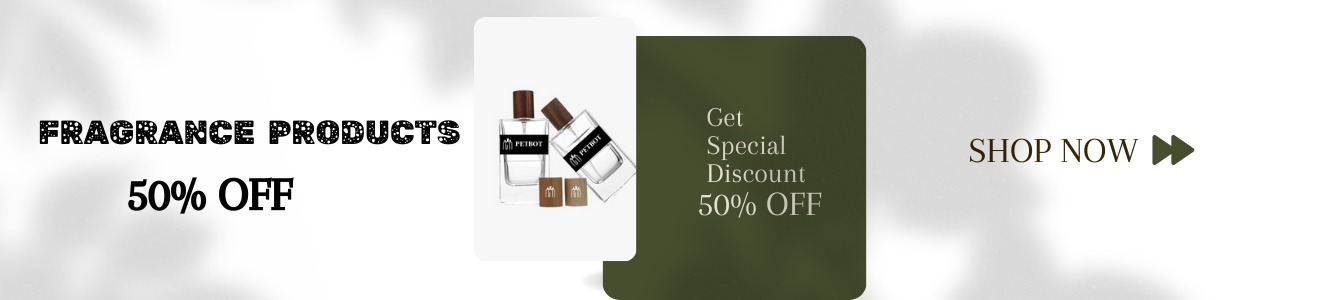 FRAGRANCE PRODUCTS
50% OFF
PETBOT
PETBOT
Get
Special
Discount
50% OFF
SHOP NOW